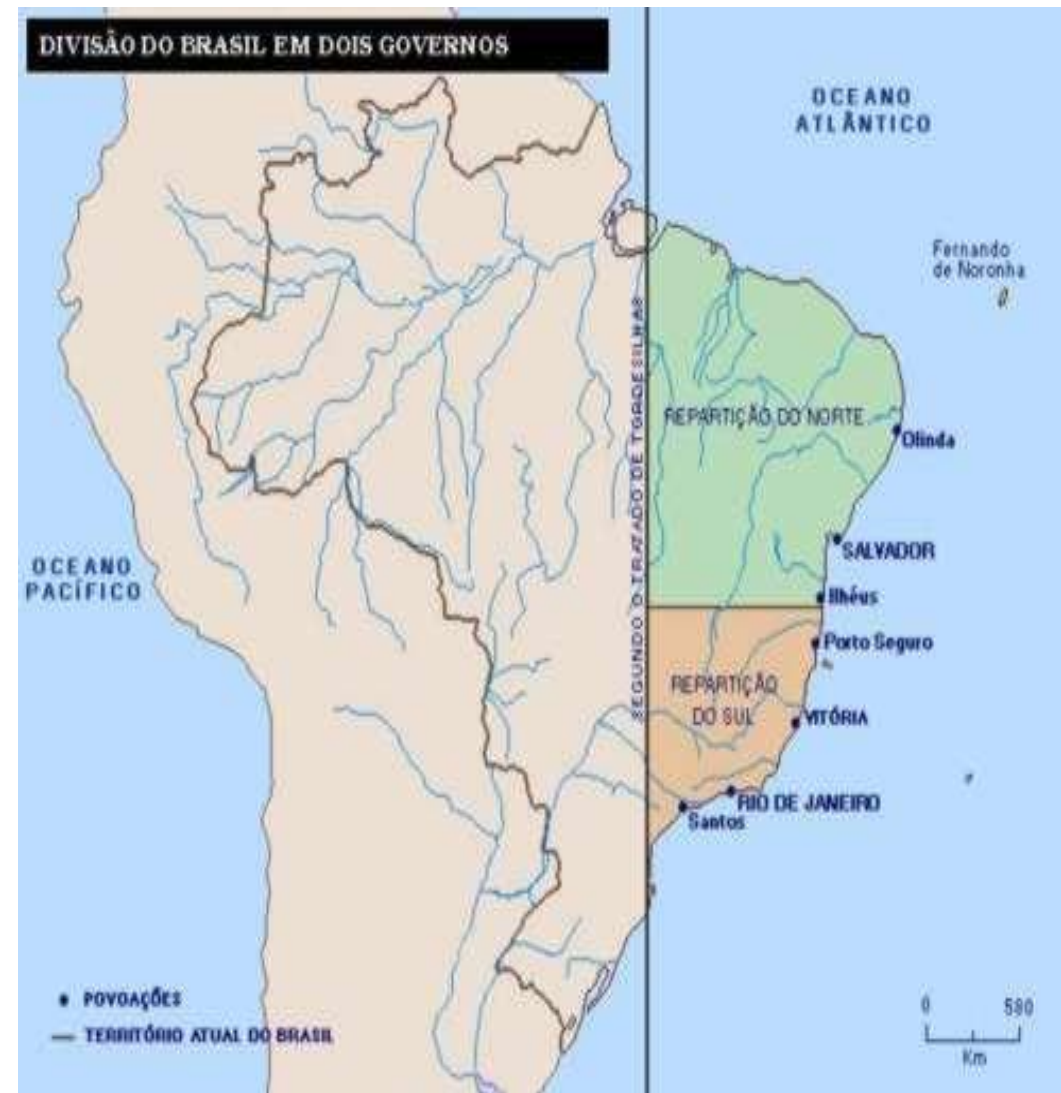 DIVISÃO DO BRASIL EM DOIS GOVERNOS
OCEANO
ATLÂNTICO
Fernando
de Noronha
SEGUNDO O TRATADO DE TORDESILHAS
REPARTIÇÃO DO NORTE
Olinda
SALVADOR
OCEANO
PACÍFICO
Ilhéus
Porto Seguro
REPARTIÇÃO
DO SUL
VITÓRIA
RIO DE JANEIRO
Santos
POVOAÇÕES
TERRITÓRIO ATUAL DO BRASIL
0 580
Km